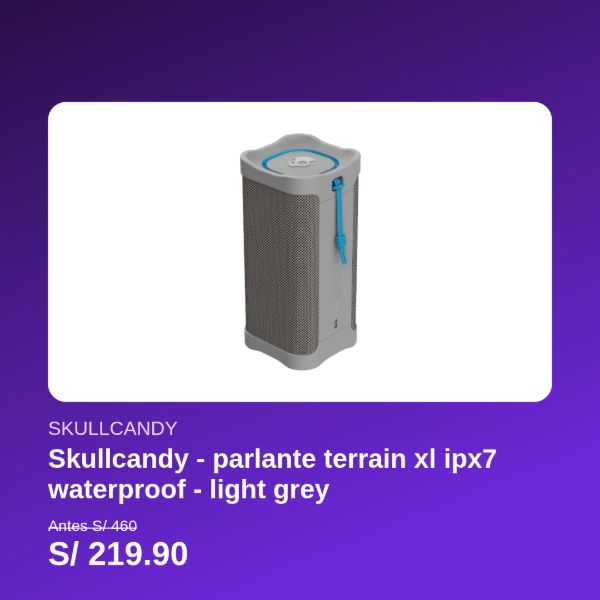 SKULLCANDY
Skullcandy - parlante terrain xl ipx7
waterproof - light grey
Antes S/ 460
S/ 219.90